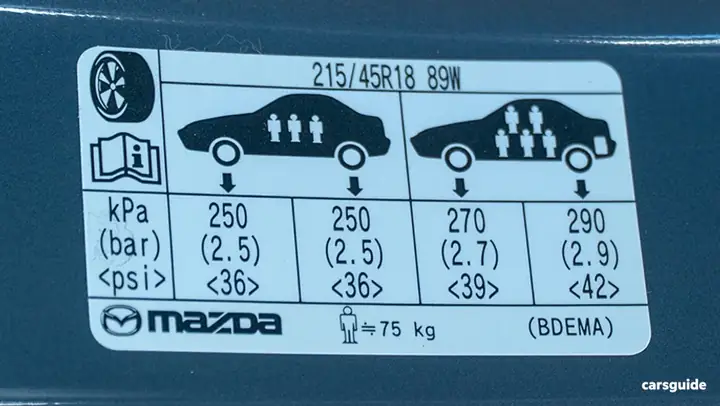 215/45R18 89W
kPa 250 250 270 290
(bar) (2.5) (2.5) (2.7) (2.9)
<psi> <36> <36> <39> <42>
mazda ≒75 kg (BDEMA)
carsguide